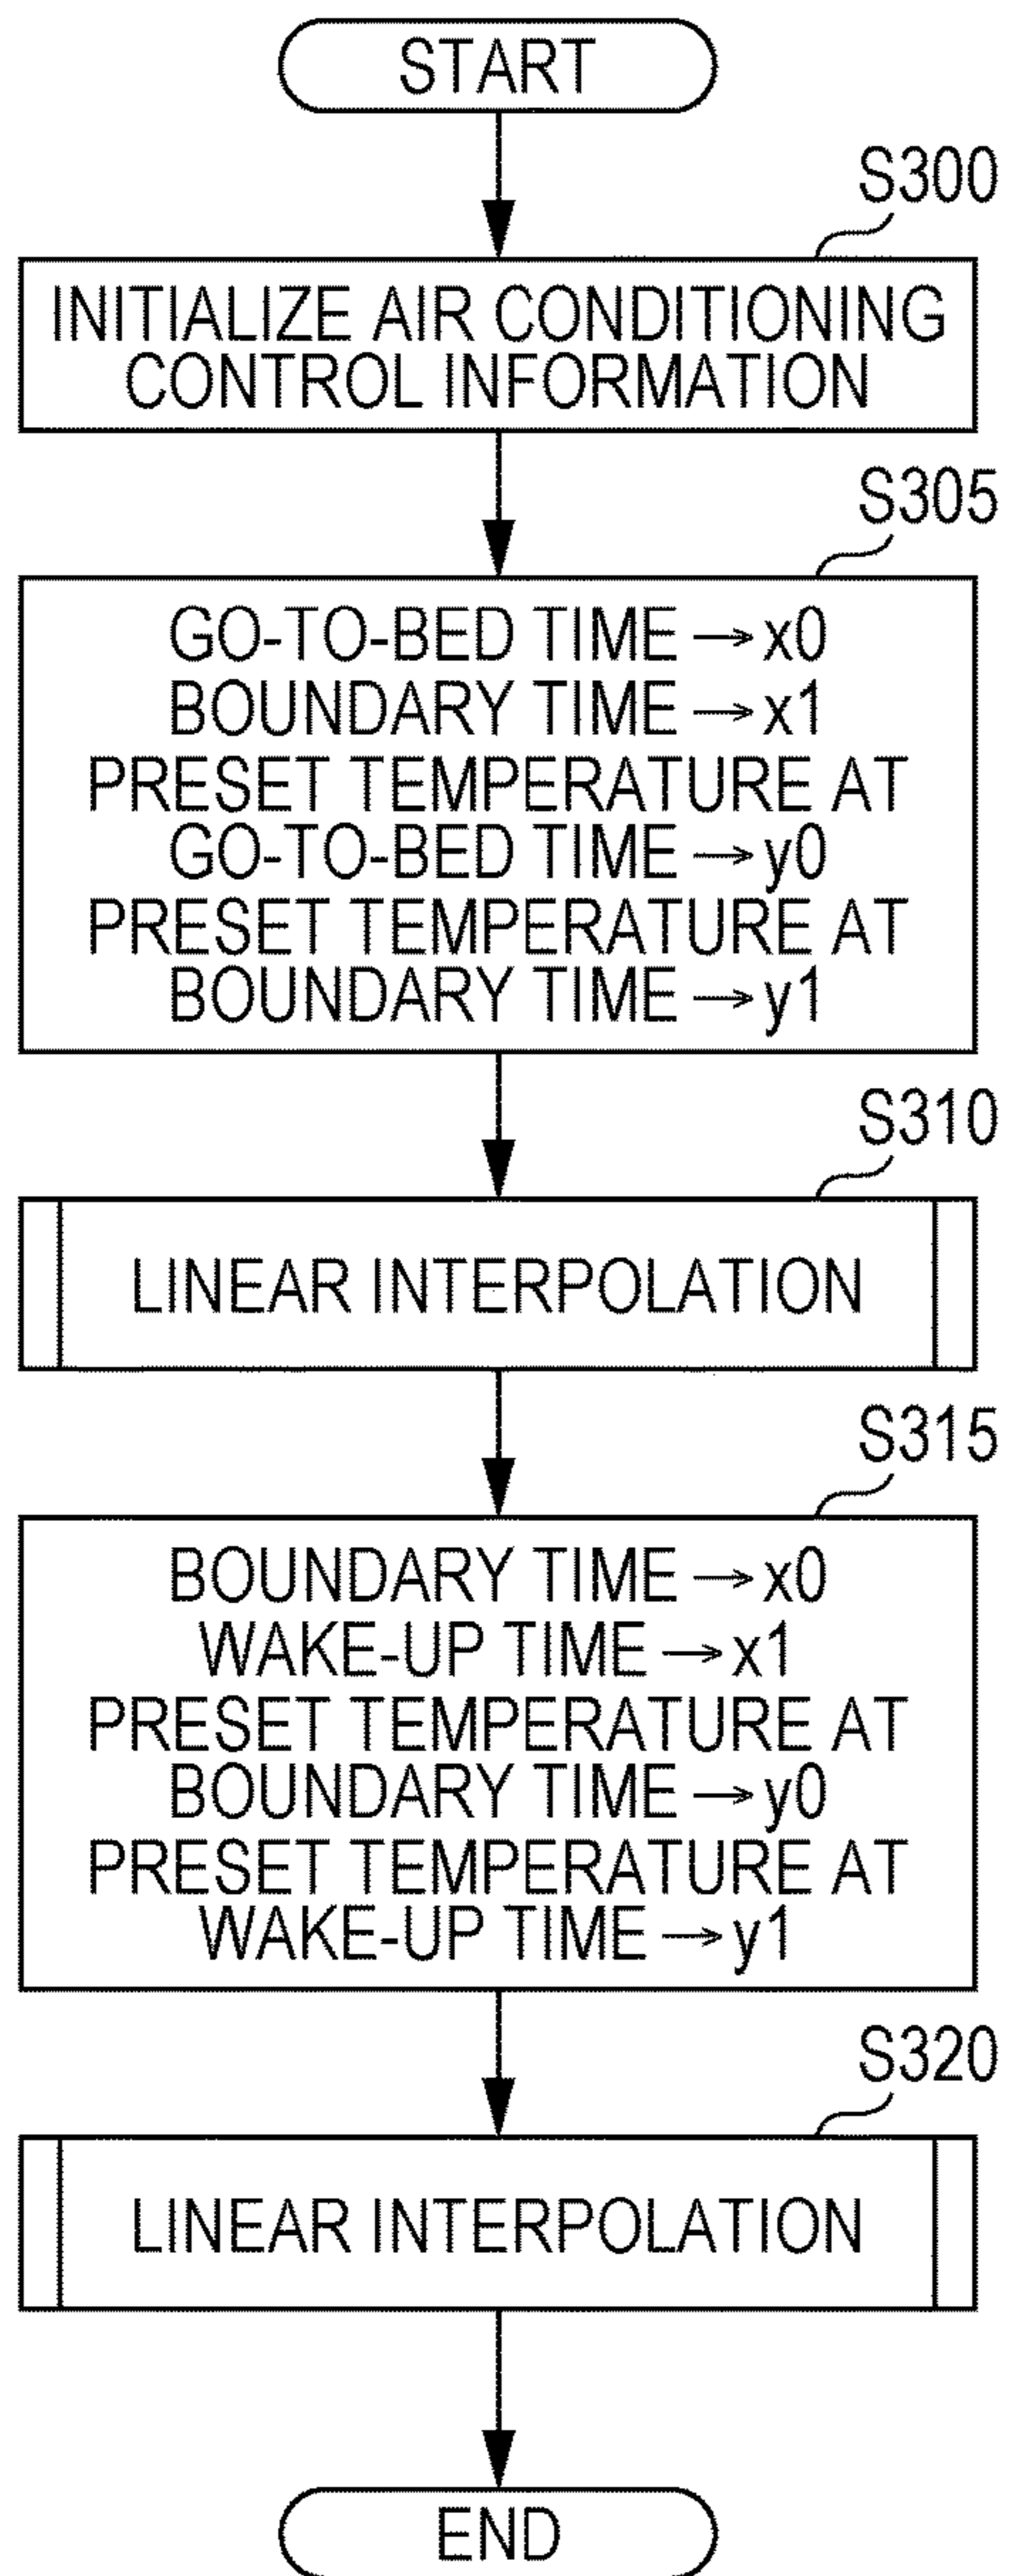 START
S300
INITIALIZE AIR CONDITIONING
CONTROL INFORMATION
S305
GO-TO-BED TIME → x0
BOUNDARY TIME → x1
PRESET TEMPERATURE AT
GO-TO-BED TIME → y0
PRESET TEMPERATURE AT
BOUNDARY TIME → y1
S310
LINEAR INTERPOLATION
S315
BOUNDARY TIME → x0
WAKE-UP TIME → x1
PRESET TEMPERATURE AT
BOUNDARY TIME → y0
PRESET TEMPERATURE AT
WAKE-UP TIME → y1
S320
LINEAR INTERPOLATION
END